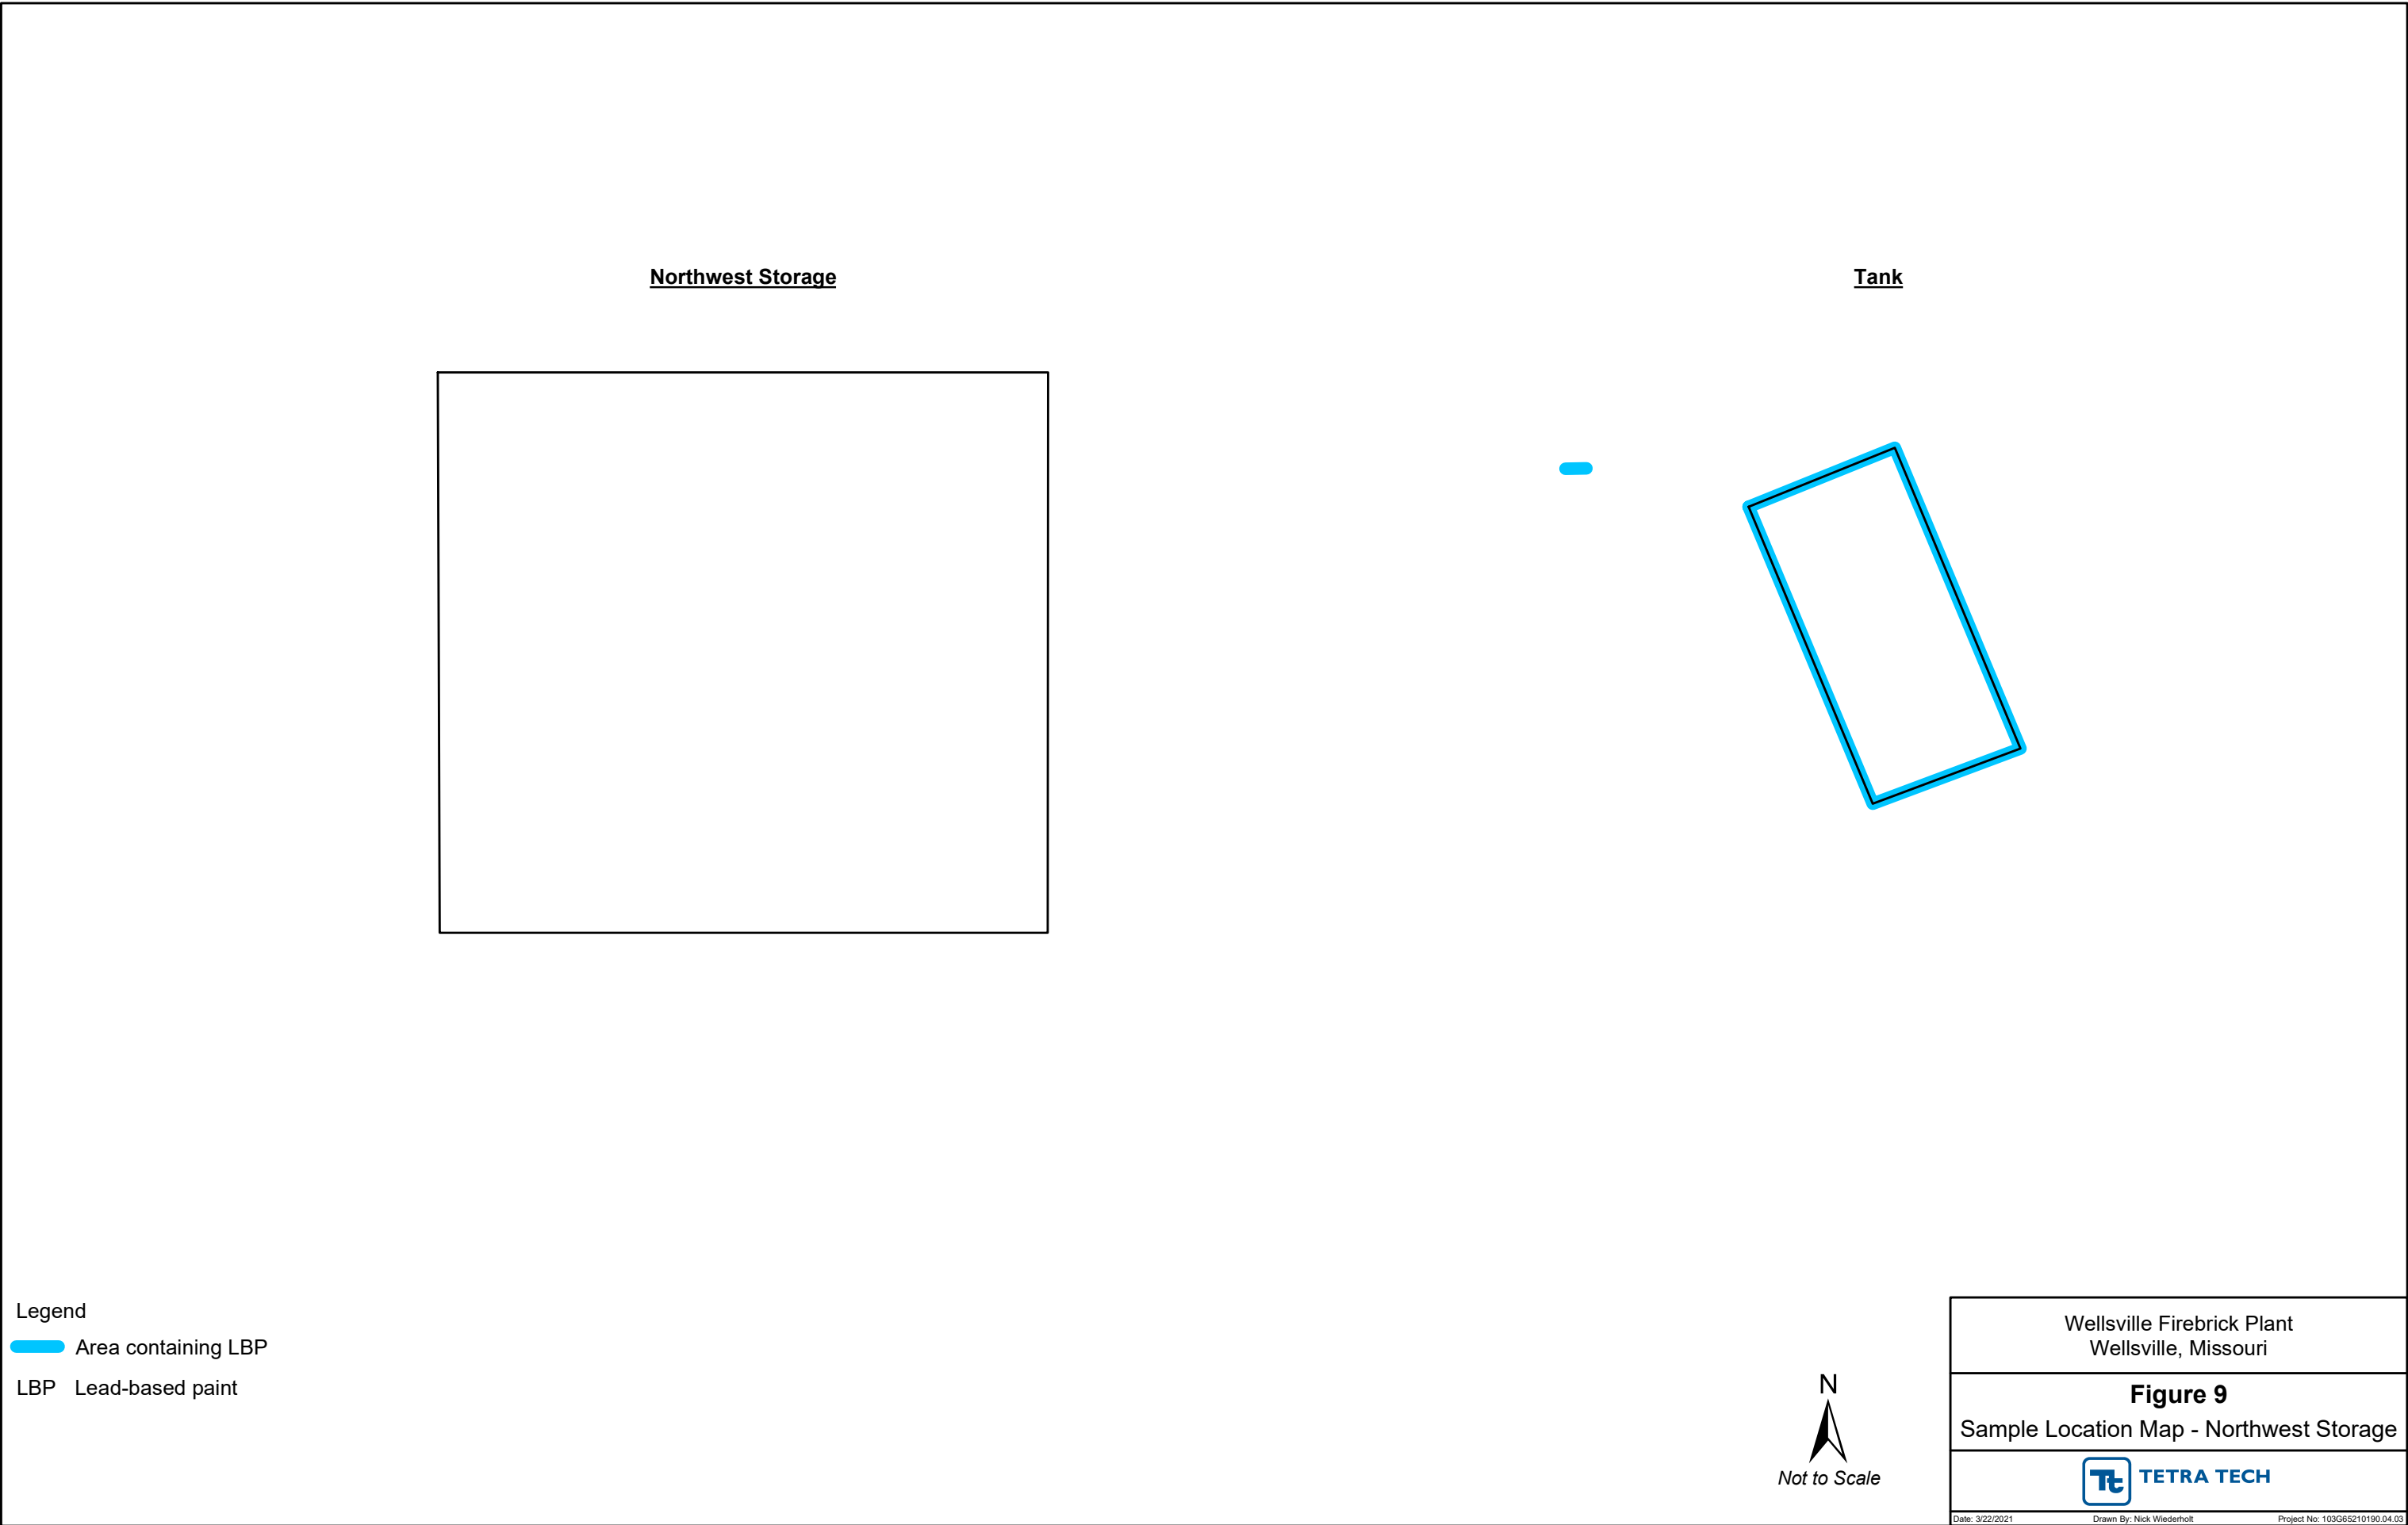 Northwest Storage
Tank
Legend
Area containing LBP
LBP Lead-based paint
N
Not to Scale
Wellsville Firebrick Plant
Wellsville, Missouri
Figure 9
Sample Location Map - Northwest Storage
Tt TETRA TECH
Date: 3/22/2021 Drawn By: Nick Wiederholt Project No: 103G65210190.04.03